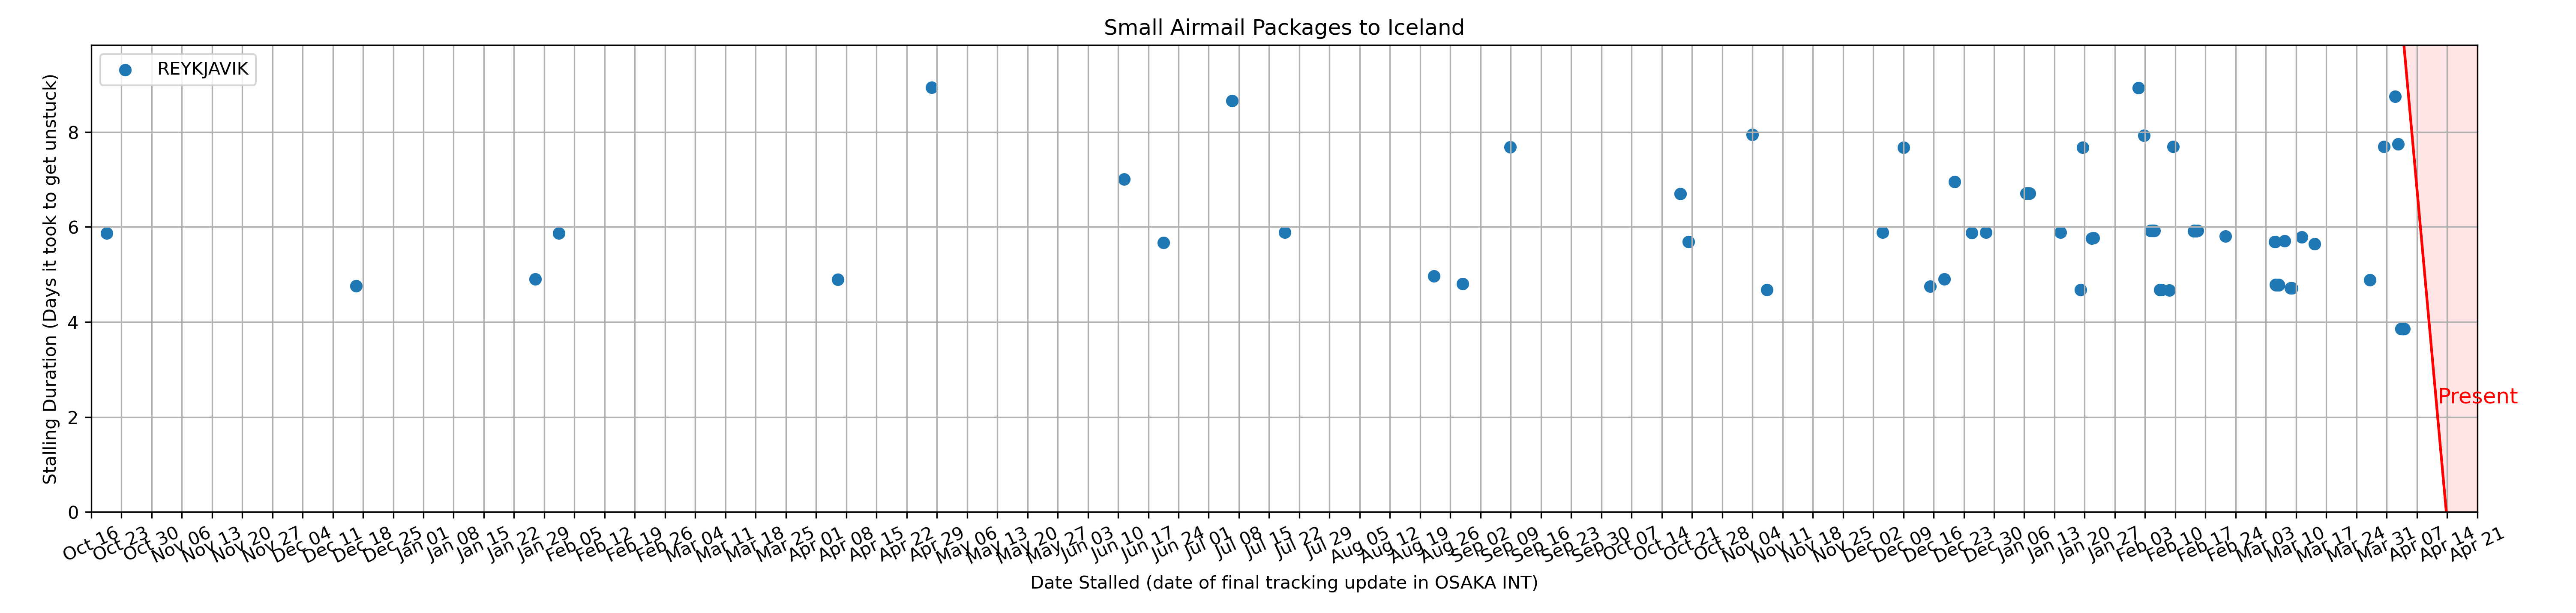 Small Airmail Packages to Iceland
REYKJAVIK
Stalling Duration (Days it took to get unstuck)
8
6
4
2
0
Present
Oct 16 Oct 23 Oct 30 Nov 06 Nov 13 Nov 20 Nov 27 Dec 04 Dec 11 Dec 18 Dec 25 Jan 01 Jan 08 Jan 15 Jan 22 Jan 29 Feb 05 Feb 12 Feb 19 Feb 26 Mar 04 Mar 11 Mar 18 Mar 25 Apr 01 Apr 08 Apr 15 Apr 22 Apr 29 May 06 May 13 May 20 May 27 Jun 03 Jun 10 Jun 17 Jun 24 Jul 01 Jul 08 Jul 15 Jul 22 Jul 29 Aug 05 Aug 12 Aug 19 Aug 26 Sep 02 Sep 09 Sep 16 Sep 23 Sep 30 Oct 07 Oct 14 Oct 21 Oct 28 Nov 04 Nov 11 Nov 18 Nov 25 Dec 02 Dec 09 Dec 16 Dec 23 Dec 30 Jan 06 Jan 13 Jan 20 Jan 27 Feb 03 Feb 10 Feb 17 Feb 24 Mar 03 Mar 10 Mar 17 Mar 24 Mar 31 Apr 07 Apr 14 Apr 21
Date Stalled (date of final tracking update in OSAKA INT)